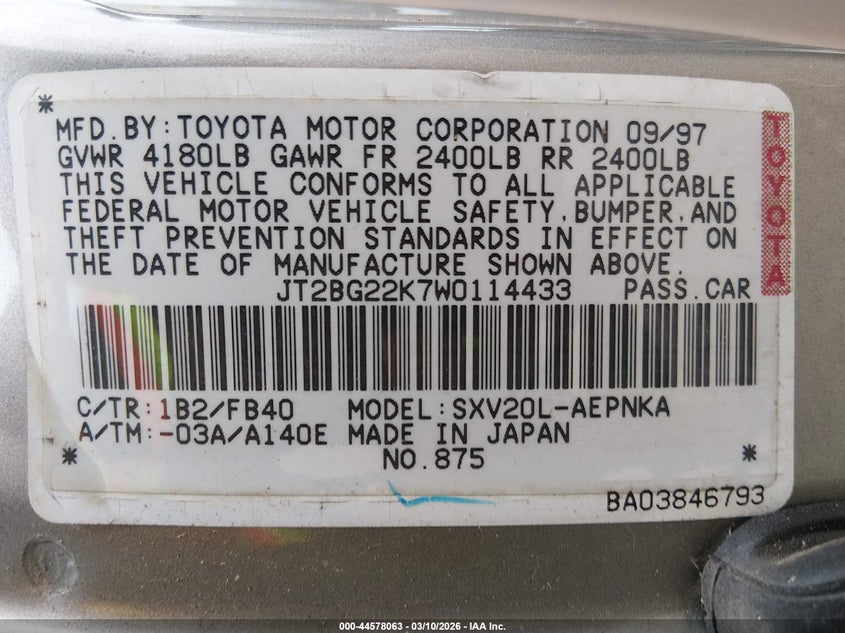 MFD.BY:TOYOTA MOTOR CORPORATION 09/97
GVWR 4180LB GAWR FR 2400LB RR 2400LB
THIS VEHICLE CONFORMS TO ALL APPLICABLE
FEDERAL MOTOR VEHICLE SAFETY,BUMPER,AND
THEFT PREVENTION STANDARDS IN EFFECT ON
THE DATE OF MANUFACTURE SHOWN ABOVE.
JT2BG22K7W0114433 PASS.CAR
TOYOTA
C/TR:1B2/FB40 MODEL:SXV20L-AEPNKA
A/TM:-03A/A140E MADE IN JAPAN
* NO.875 *
BA03846793
000-44578063 — 03/10/2026 — IAA Inc.